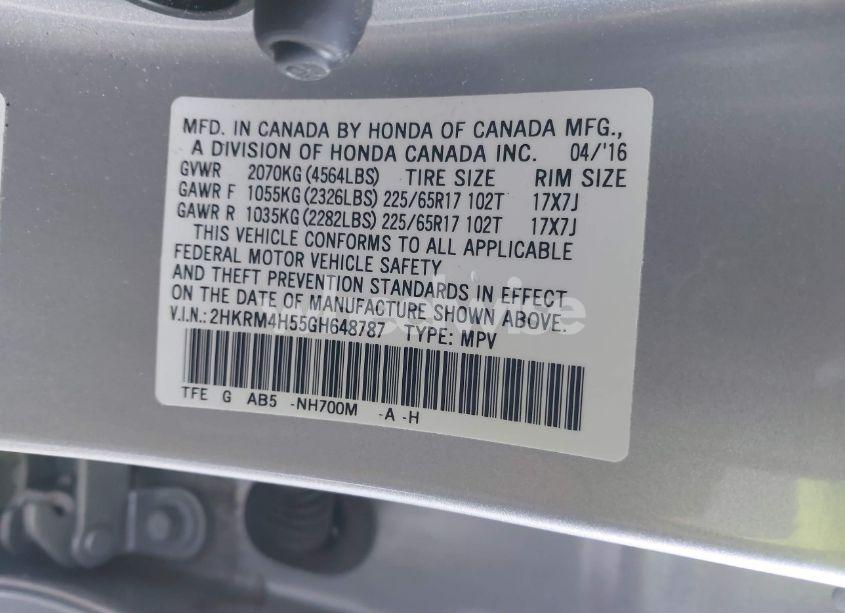 MFD. IN CANADA BY HONDA OF CANADA MFG.,
A DIVISION OF HONDA CANADA INC. 04/'16
GVWR 2070KG (4564LBS) TIRE SIZE RIM SIZE
GAWR F 1055KG (2326LBS) 225/65R17 102T 17X7J
GAWR R 1035KG (2282LBS) 225/65R17 102T 17X7J
THIS VEHICLE CONFORMS TO ALL APPLICABLE
FEDERAL MOTOR VEHICLE SAFETY
AND THEFT PREVENTION STANDARDS IN EFFECT
ON THE DATE OF MANUFACTURE SHOWN ABOVE.
V.I.N.: 2HKRM4H55GH648787 TYPE: MPV
TFE G AB5 -NH700M -A -H